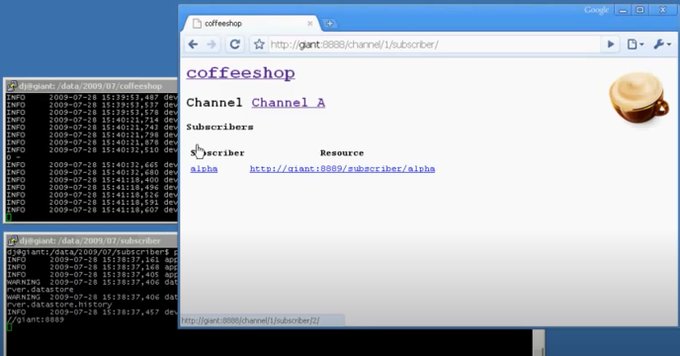 Google
coffeeshop
http://giant:8888/channel/1/subscriber/
coffeeshop
Channel Channel A
Subscribers
Subscriber Resource
alpha http://giant:8889/subscriber/alpha
http://giant:8888/channel/1/subscriber/2/
dj@giant: /data/2009/07/coffeeshop
INFO 2009-07-28 15:39:53,487 dev
INFO 2009-07-28 15:39:53,537 dev
INFO 2009-07-28 15:39:53,578 dev
INFO 2009-07-28 15:40:21,714 dev
INFO 2009-07-28 15:40:21,743 dev
INFO 2009-07-28 15:40:21,798 dev
INFO 2009-07-28 15:40:21,878 dev
INFO 2009-07-28 15:40:32,510 dev
0 -
INFO 2009-07-28 15:40:32,665 dev
INFO 2009-07-28 15:40:32,680 dev
INFO 2009-07-28 15:41:18,400 dev
INFO 2009-07-28 15:41:18,496 dev
INFO 2009-07-28 15:41:18,526 dev
INFO 2009-07-28 15:41:18,591 dev
INFO 2009-07-28 15:41:18,607 dev
dj@giant: /data/2009/07/subscriber
dj@giant:/data/2009/07/subscriber$ p
INFO 2009-07-28 15:38:37,161 app
INFO 2009-07-28 15:38:37,168 app
INFO 2009-07-28 15:38:37,405 app
WARNING 2009-07-28 15:38:37,406 dat
rver.datastore
WARNING 2009-07-28 15:38:37,406 dat
rver.datastore.history
INFO 2009-07-28 15:38:37,457 dev
//giant:8889